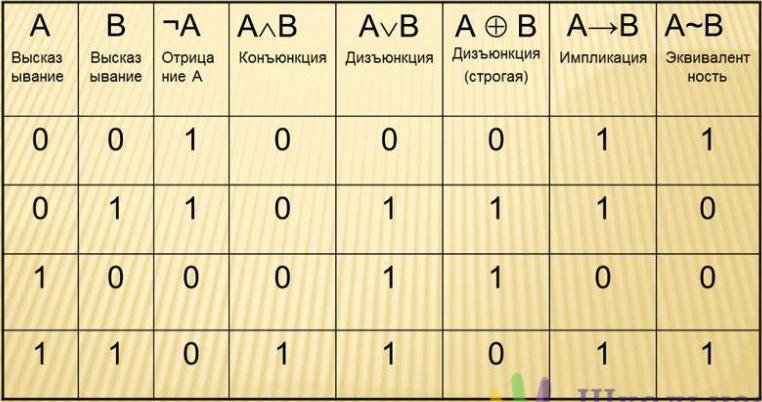 A B ¬A A∧B A∨B A ⊕ B A→B A~B
Высказ Высказ Отрица Конъюнкция Дизъюнкция Дизъюнкция Импликация Эквивалент
ывание ывание ние А (строгая) ность
0 0 1 0 0 0 1 1
0 1 1 0 1 1 1 0
1 0 0 0 1 1 0 0
1 1 0 1 1 0 1 1